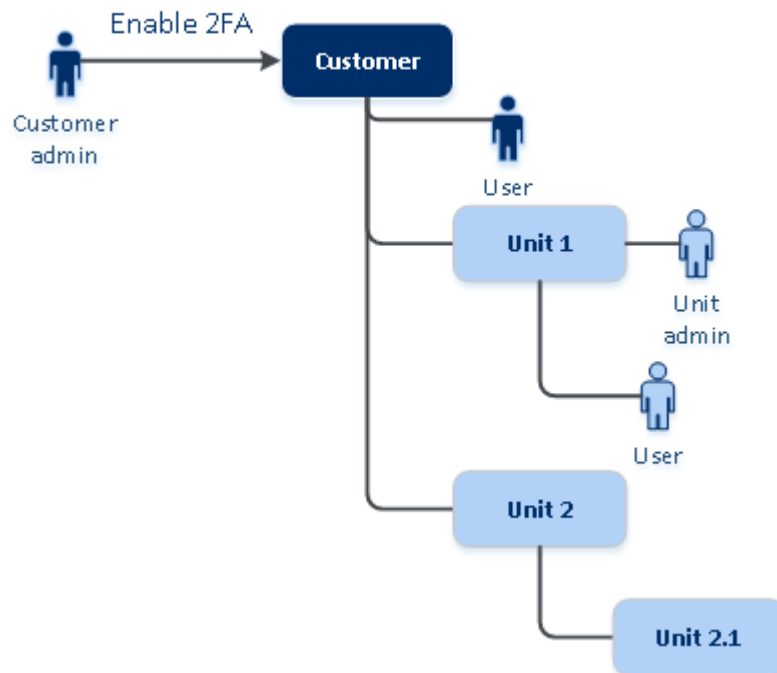 Enable 2FA
Customer
Customer
admin
User
Unit 1
Unit
admin
User
Unit 2
Unit 2.1